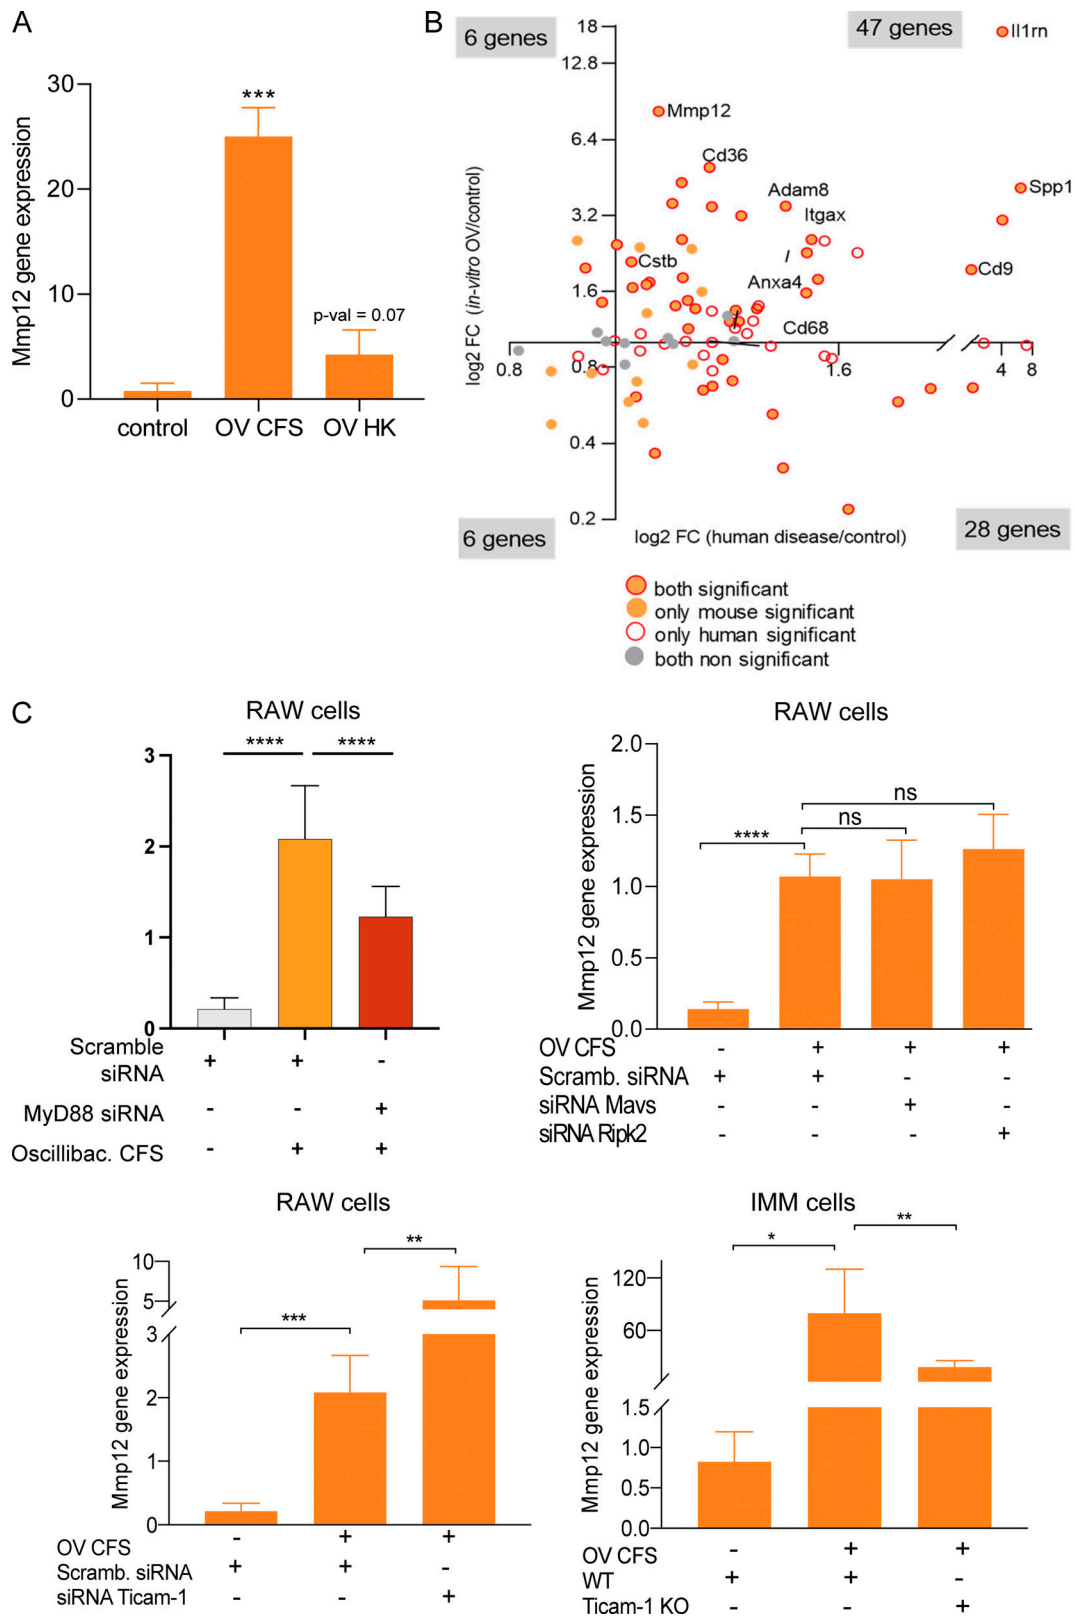 A
Mmp12 gene expression
30
20
10
0
***
p-val = 0.07
control
OV CFS
OV HK
B
6 genes
47 genes
log2 FC (in-vitro OV/control)
18
12.8
6.4
3.2
1.6
0.8
0.4
0.2
Il1rn
Mmp12
Cd36
Adam8
Spp1
Itgax
Cstb
Cd9
Anxa4
Cd68
0.8
1.6
4
8
6 genes
log2 FC (human disease/control)
28 genes
both significant
only mouse significant
only human significant
both non significant
C
RAW cells
**** ****
3
2
1
0
Scramble siRNA + + -
MyD88 siRNA - - +
Oscillibac. CFS - + +
RAW cells
Mmp12 gene expression
2.0
1.5
1.0
0.5
0.0
ns
ns
****
OV CFS - + + +
Scramb. siRNA + + - -
siRNA Mavs - - + -
siRNA Ripk2 - - - +
RAW cells
Mmp12 gene expression
10
5
3
2
1
0
**
***
OV CFS - + +
Scramb. siRNA + + -
siRNA Ticam-1 - - +
IMM cells
Mmp12 gene expression
120
60
1.5
1.0
0.5
0.0
**
*
OV CFS - + +
WT + + -
Ticam-1 KO - - +